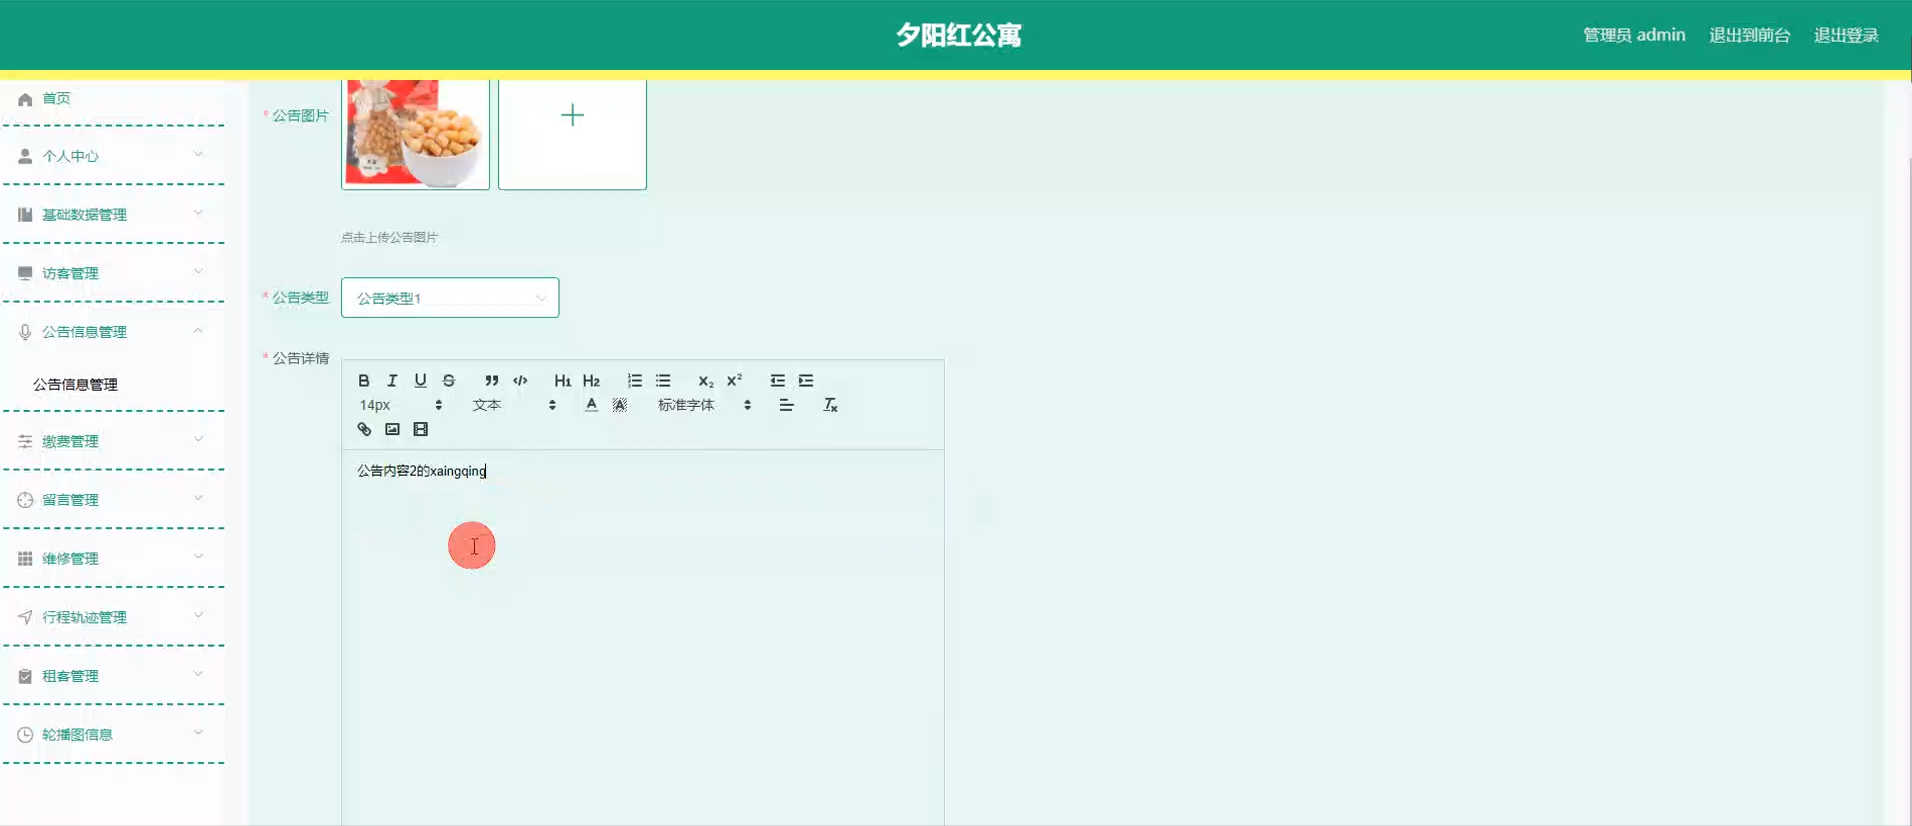 夕阳红公寓
管理员 admin 退出到前台 退出登录
首页
个人中心
基础数据管理
访客管理
公告信息管理
公告信息管理
缴费管理
留言管理
维修管理
行程轨迹管理
租客管理
轮播图信息
* 公告图片
点击上传公告图片
* 公告类型 公告类型1
* 公告详情
B I U S ” </> H1 H2 X₂ X²
14px 文本 A A 标准字体 Tx
公告内容2的xaingqing